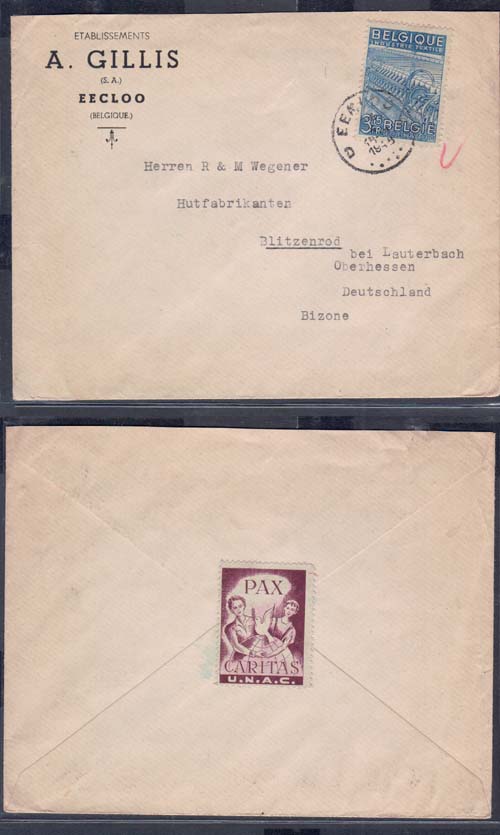 ETABLISSEMENTS
A. GILLIS
(S. A.)
EECLOO
(BELGIQUE.)
BELGIQUE
INDUSTRIE TEXTILE
BELGIE
Herren R & M Wegener
Hutfabrikanten
Blitzenrod bei Lauterbach
Oberhessen
Deutschland
Bizone
PAX
CARITAS
U.N.A.C.